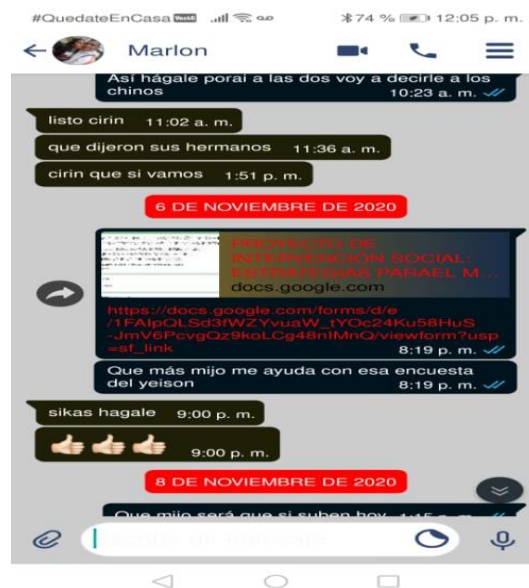 #QuedateEnCasa 74 % 12:05 p. m.
Marlon
Así hágale porai a las dos voy a decirle a los
chinos 10:23 a. m.
listo cirin 11:02 a. m.
que dijeron sus hermanos 11:36 a. m.
cirin que si vamos 1:51 p. m.
6 DE NOVIEMBRE DE 2020
PROYECTO DE
INTERVENCIÓN SOCIAL:
ESTRATEGIAS PARAEL M...
docs.google.com
https://docs.google.com/forms/d/e
/1FAIpQLSd3fWZYvuaW_tYOc24Ku58HuS
-JmV6PcvgQz9koLCg48nIMnQ/viewform?usp
=sf_link 8:19 p. m.
Que más mijo me ayuda con esa encuesta
del yeison 8:19 p. m.
sikas hagale 9:00 p. m.
9:00 p. m.
8 DE NOVIEMBRE DE 2020
Que mijo será que si suben hoy